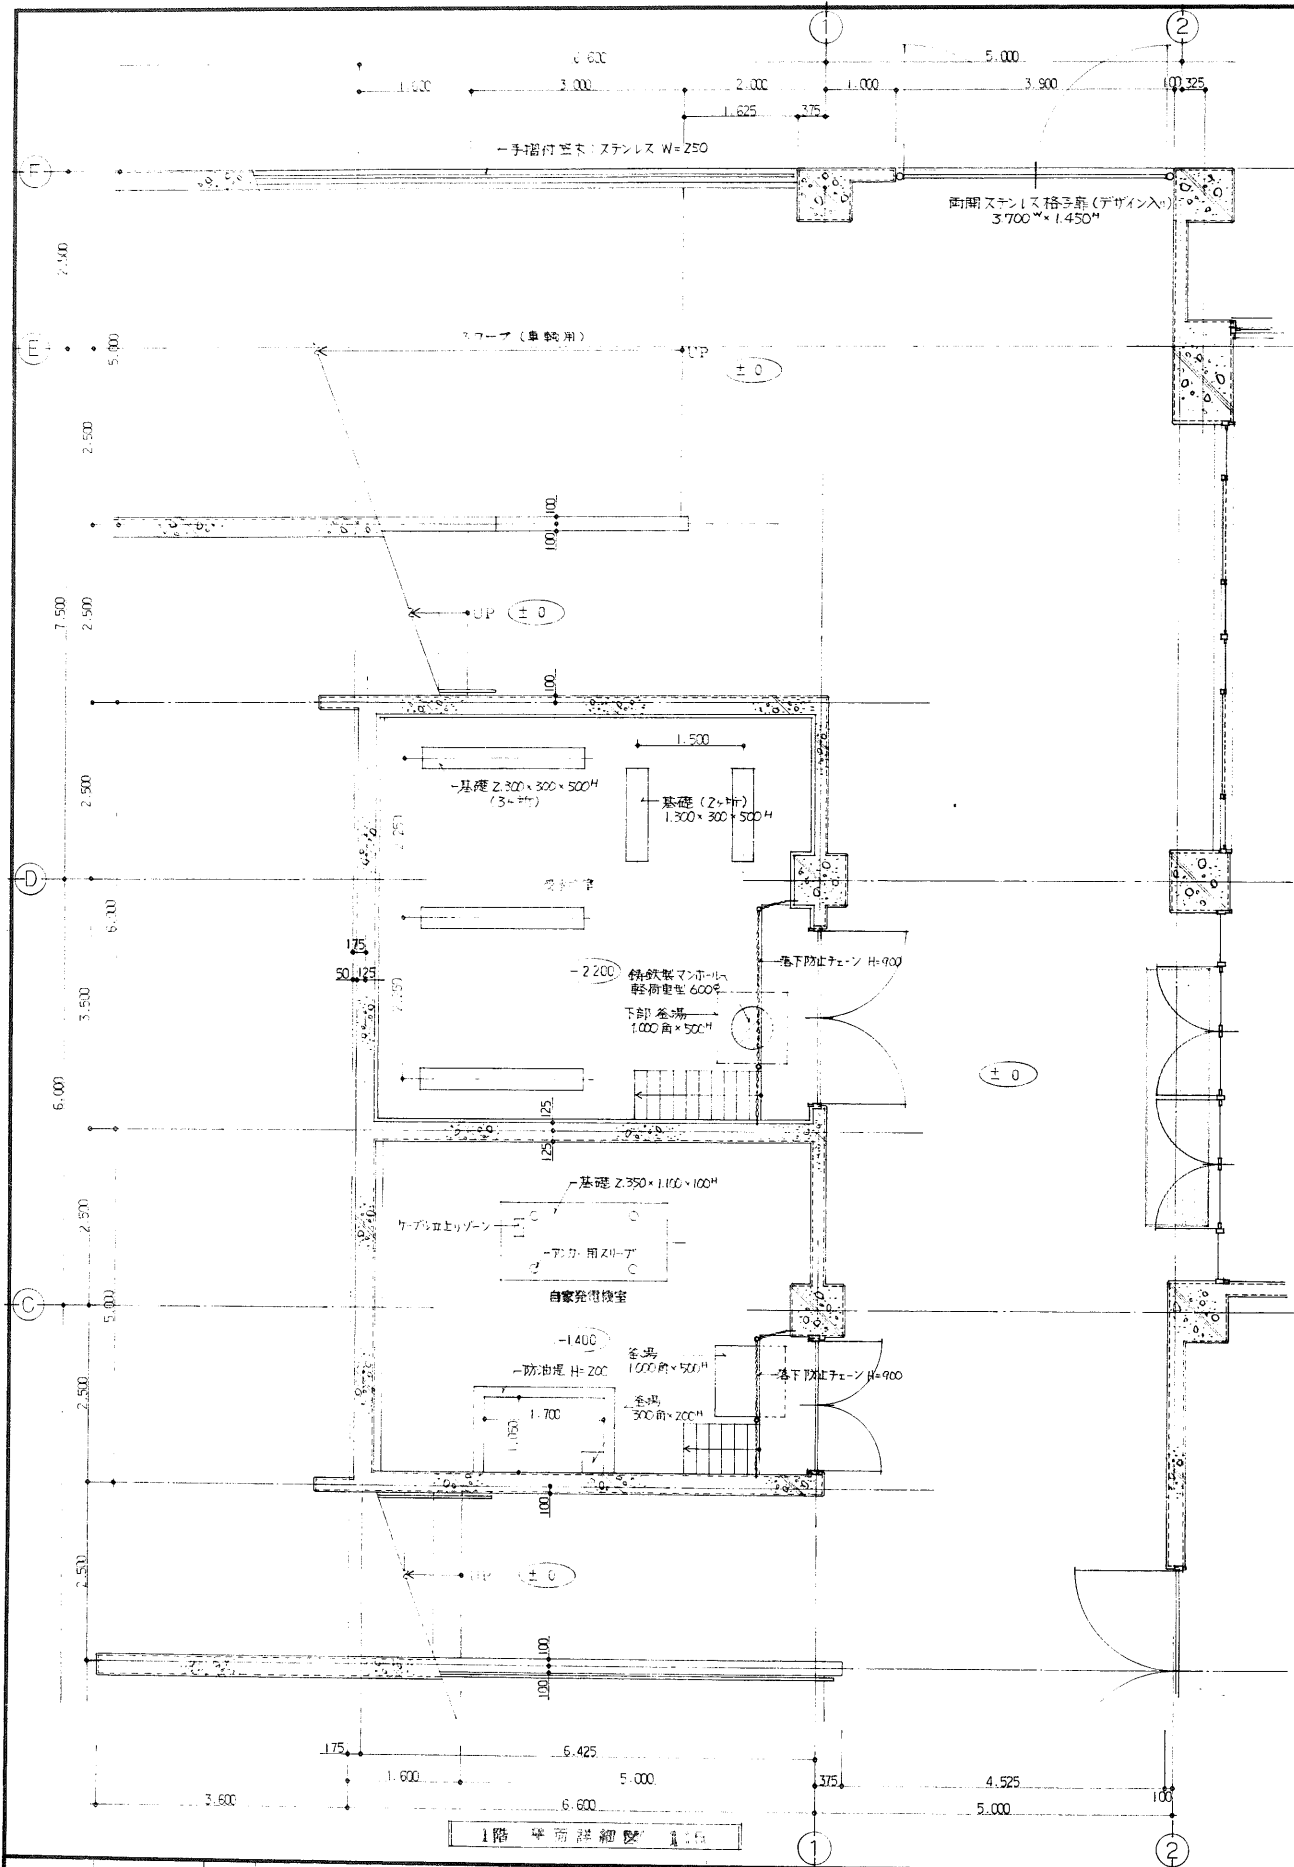 1
2
6.600
5.000
1.600
3.000
2.000
1.000
3.900
100
325
1.625
375
手摺付笠木:ステンレス W=250
F
両開ステンレス格子扉(デザイン入り)
3.700ᵂ×1.450ᴴ
2.500
E
スロープ(車輌用)
UP
±0
5.000
2.500
100
100
7.500
2.500
UP
±0
100
1.500
2.500
基礎 2.300×300×500ᴴ
(3ヶ所)
基礎(2ヶ所)
1.300×300×500ᴴ
2.250
D
6.000
175
落下防止チェーン H=900
50
125
-2.200
鋳鉄製マンホール
軽荷重型 600φ
2.250
3.500
下部釜場
1.000角×500ᴴ
±0
6.000
125
125
基礎 2.350×1.100×100ᴴ
2.500
ケーブル立上りゾーン
アンカー用スリーブ
自家発電機室
C
5.000
-1.400
釜場
1.000角×500ᴴ
防油堤 H=200
落下防止チェーン H=900
2.500
釜場
300角×200ᴴ
1.700
1.050
100
2.500
UP
±0
100
100
175
6.425
1.600
5.000
375
4.525
100
3.600
6.600
5.000
1階 平面詳細図
1
2